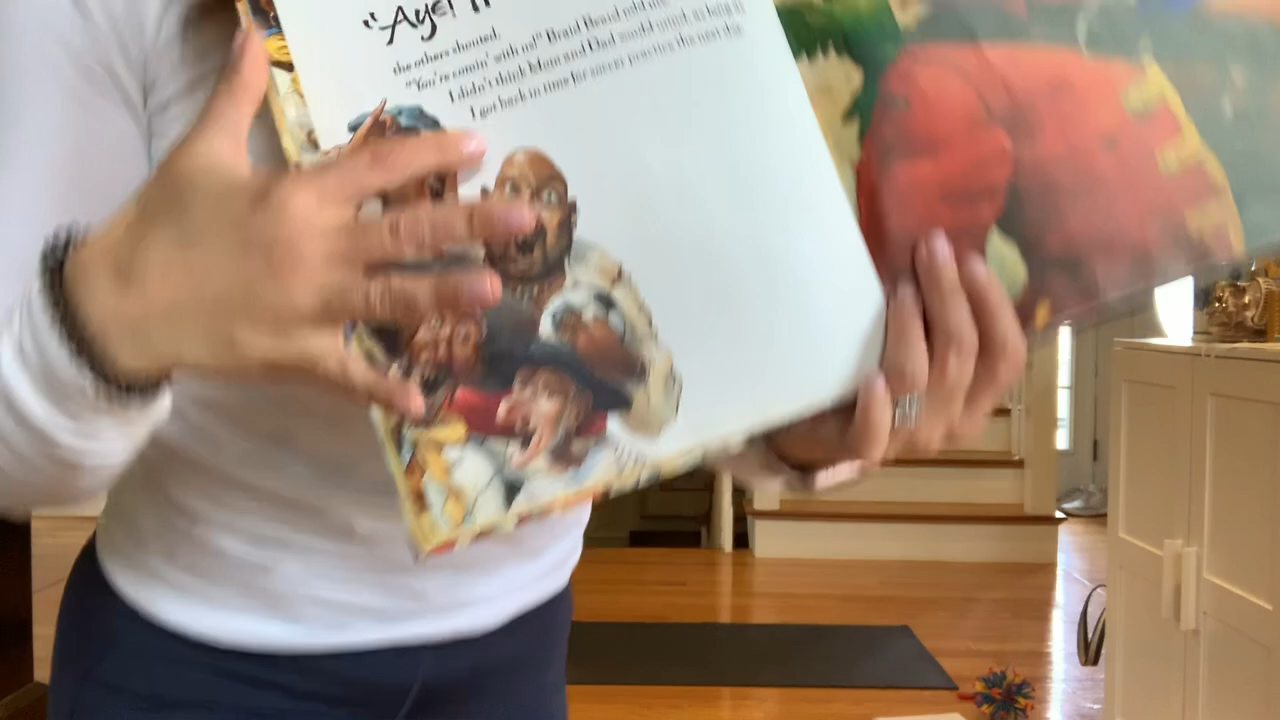 "Aye!
the others shouted.
"You're comin' with us!" Braid Beard told me.
I didn't think Mom and Dad would mind, as long as
I got back in time for soccer practice the next day.